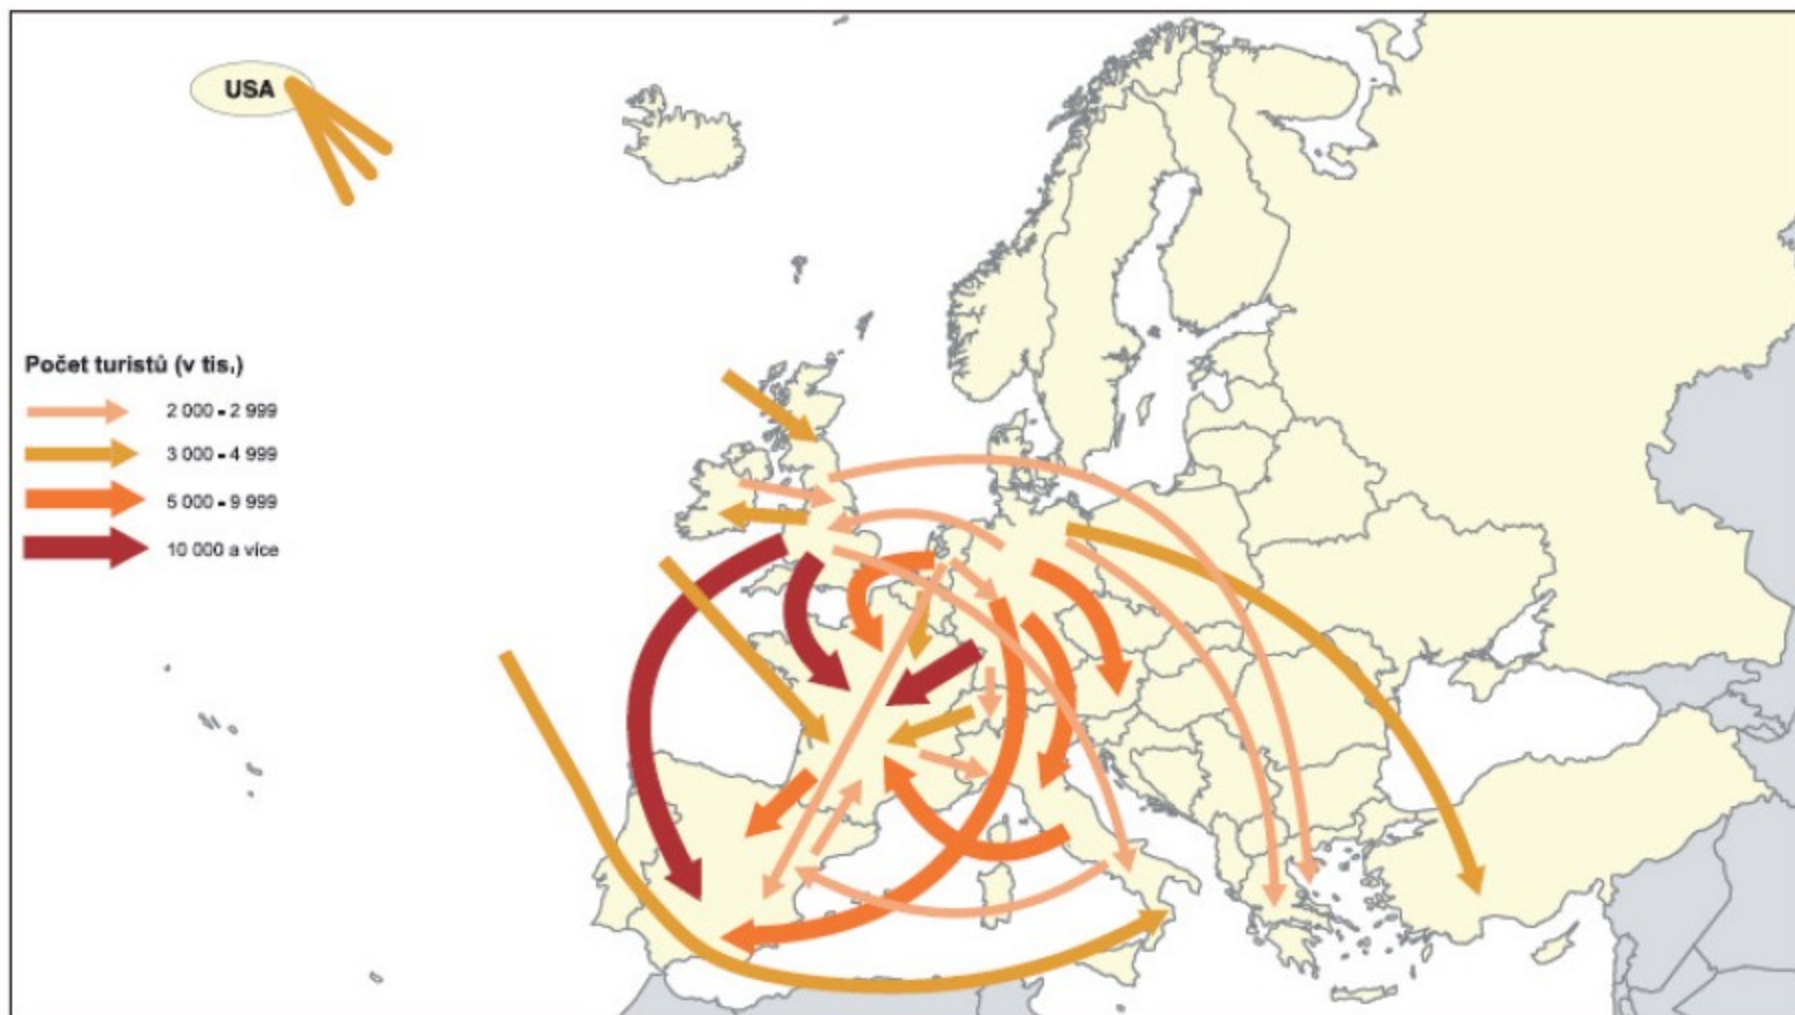 USA
Počet turistů (v tis.)
2 000 - 2 999
3 000 - 4 999
5 000 - 9 999
10 000 a více